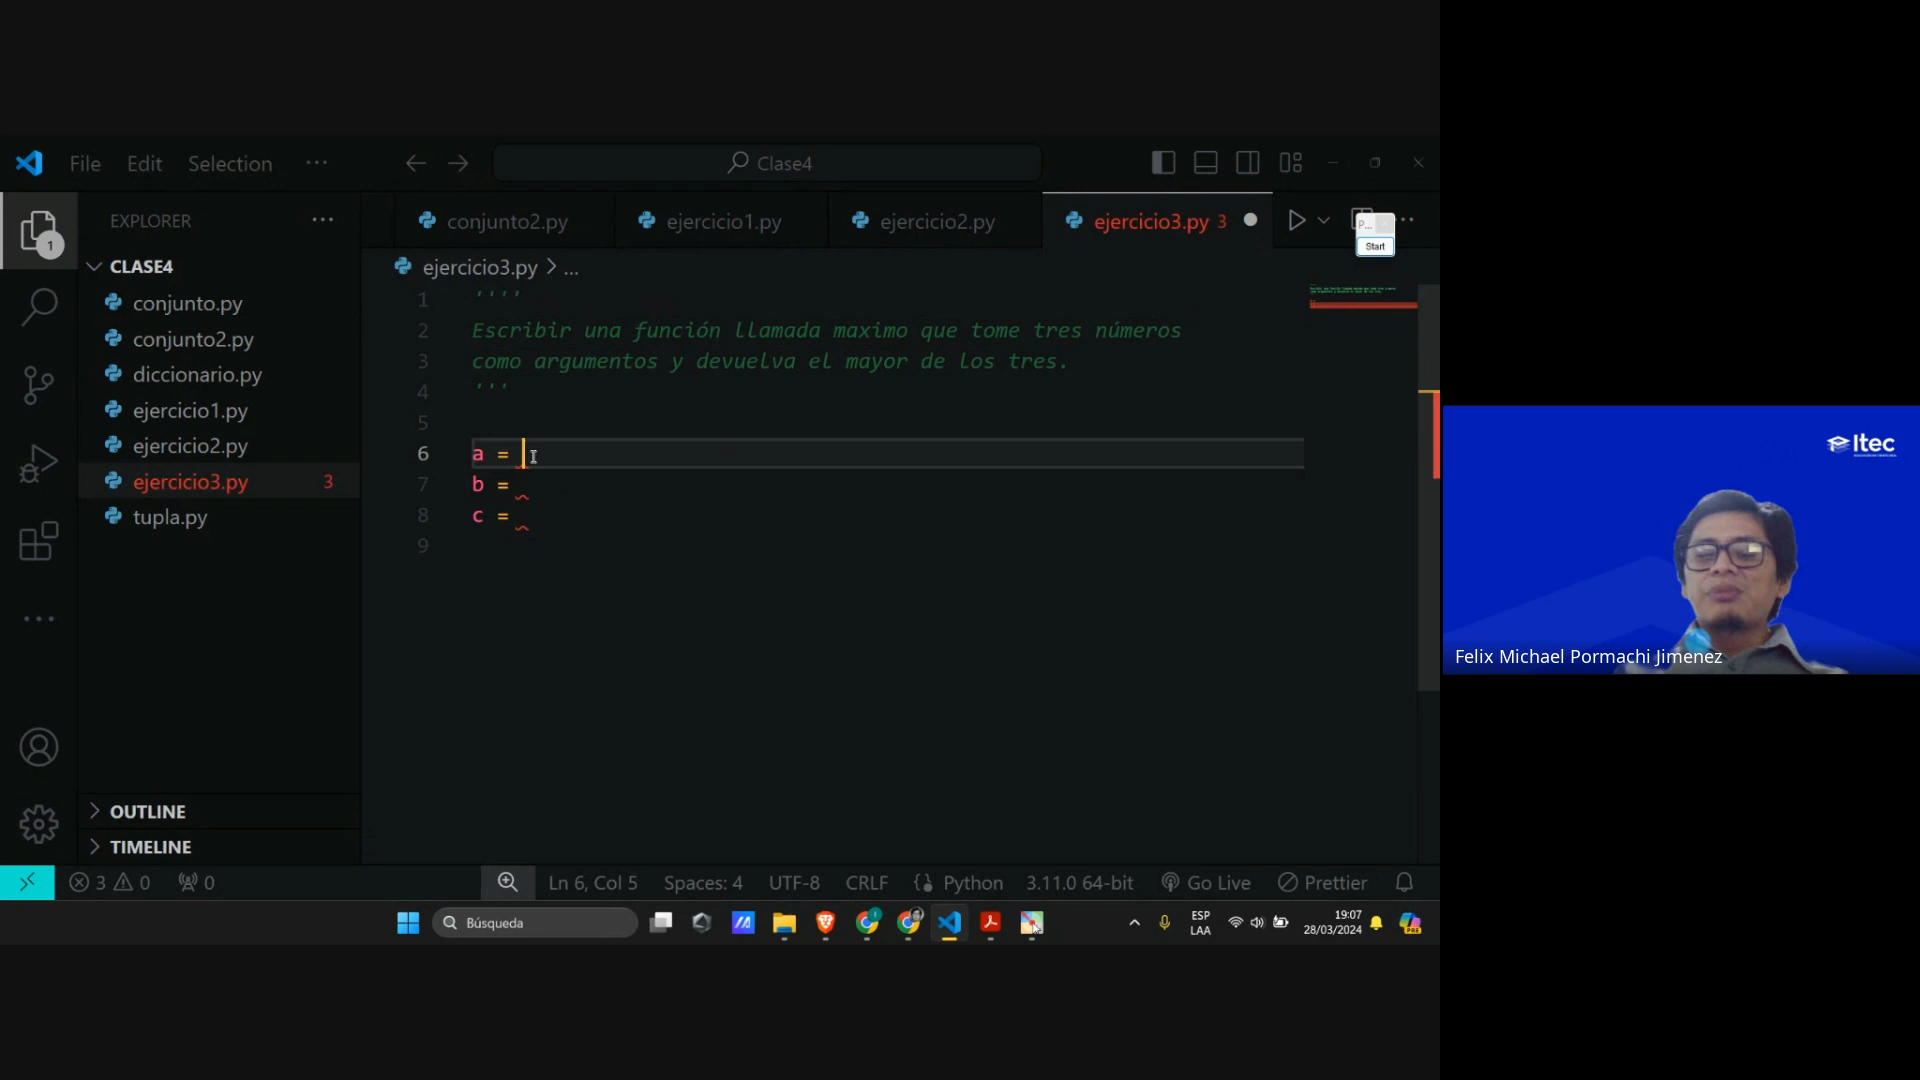 File Edit Selection ···
Clase4
EXPLORER ···
conjunto2.py
ejercicio1.py
ejercicio2.py
ejercicio3.py 3
P...
Start
1
CLASE4
conjunto.py
conjunto2.py
diccionario.py
ejercicio1.py
ejercicio2.py
ejercicio3.py 3
tupla.py
ejercicio3.py > ...
1 ''''
2 Escribir una función llamada maximo que tome tres números
3 como argumentos y devuelva el mayor de los tres.
4 '''
5
6 a =
7 b =
8 c =
9
Itec
Felix Michael Pormachi Jimenez
OUTLINE
TIMELINE
3 0 0
Ln 6, Col 5 Spaces: 4 UTF-8 CRLF Python 3.11.0 64-bit Go Live Prettier
Búsqueda
ESP
LAA
19:07
28/03/2024
PRE